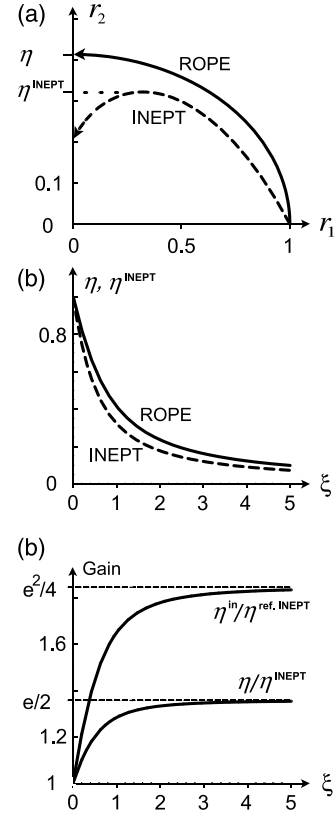 (a)
r₂
η
ROPE
η^INEPT
INEPT
0.1
0
0
0.5
1
r₁
(b)
η, η^INEPT
0.8
ROPE
INEPT
0
0 1 2 3 4 5 ξ
(b)
Gain
e²/4
η^in/η^ref. INEPT
1.6
e/2
η/η^INEPT
1.2
1
0 1 2 3 4 5 ξ